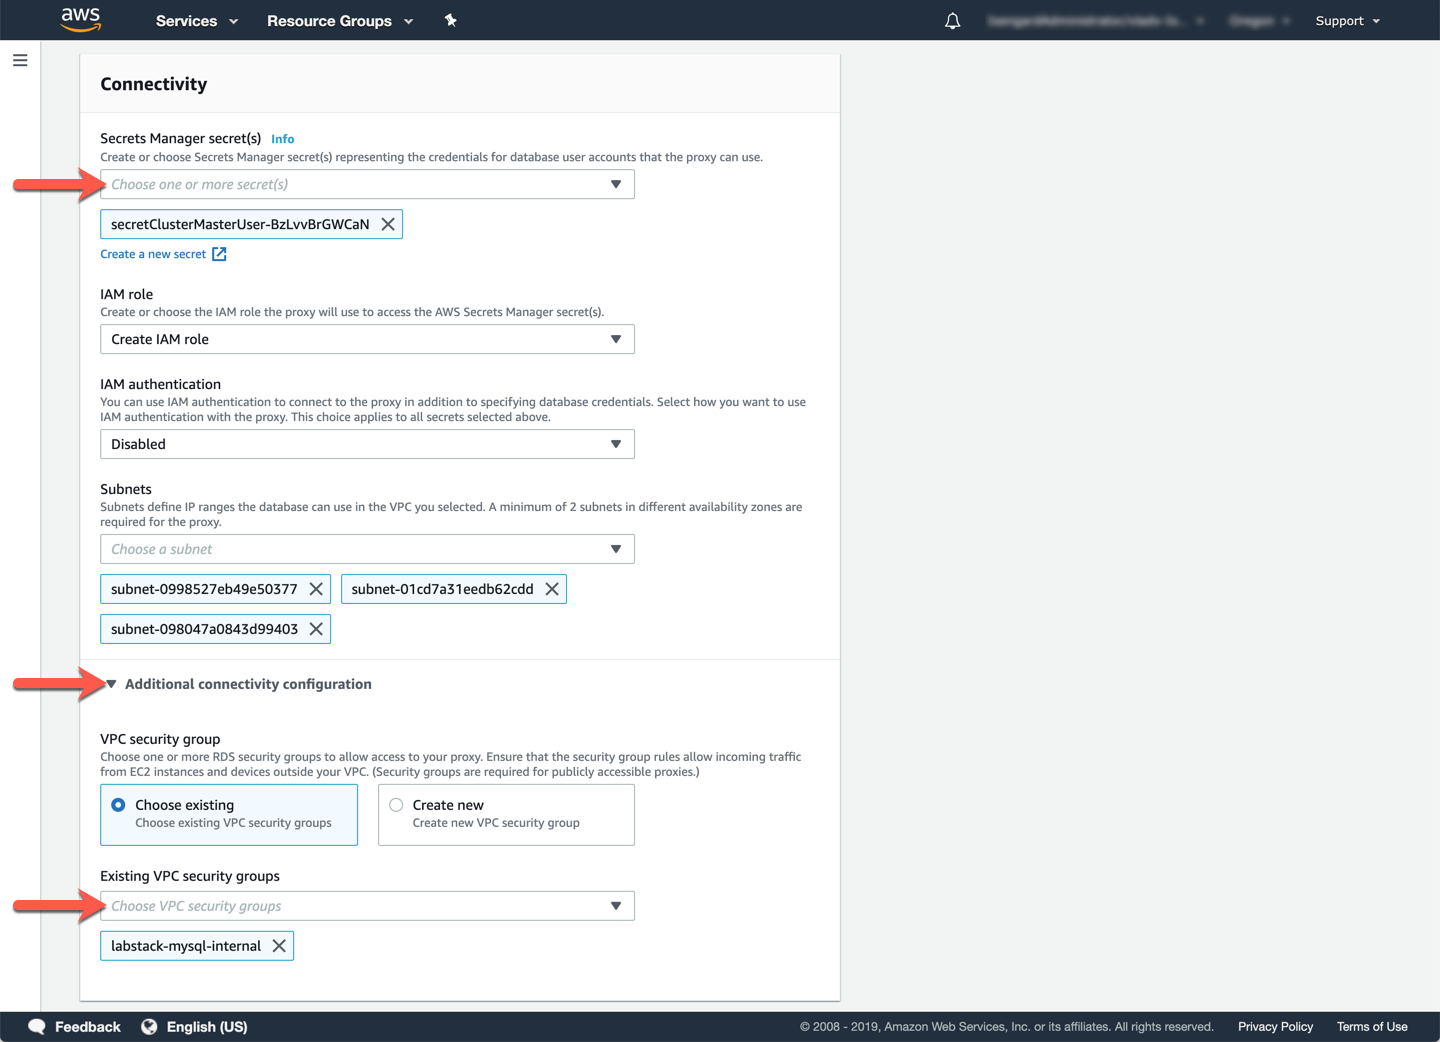 aws
Services
Resource Groups
Support
Connectivity
Secrets Manager secret(s) Info
Create or choose Secrets Manager secret(s) representing the credentials for database user accounts that the proxy can use.
Choose one or more secret(s)
secretClusterMasterUser-BzLvvBrGWCaN
Create a new secret
IAM role
Create or choose the IAM role the proxy will use to access the AWS Secrets Manager secret(s).
Create IAM role
IAM authentication
You can use IAM authentication to connect to the proxy in addition to specifying database credentials. Select how you want to use
IAM authentication with the proxy. This choice applies to all secrets selected above.
Disabled
Subnets
Subnets define IP ranges the database can use in the VPC you selected. A minimum of 2 subnets in different availability zones are
required for the proxy.
Choose a subnet
subnet-0998527eb49e50377 subnet-01cd7a31eedb62cdd
subnet-098047a0843d99403
Additional connectivity configuration
VPC security group
Choose one or more RDS security groups to allow access to your proxy. Ensure that the security group rules allow incoming traffic
from EC2 instances and devices outside your VPC. (Security groups are required for publicly accessible proxies.)
Choose existing
Choose existing VPC security groups
Create new
Create new VPC security group
Existing VPC security groups
Choose VPC security groups
labstack-mysql-internal
Feedback English (US)
© 2008 - 2019, Amazon Web Services, Inc. or its affiliates. All rights reserved. Privacy Policy Terms of Use